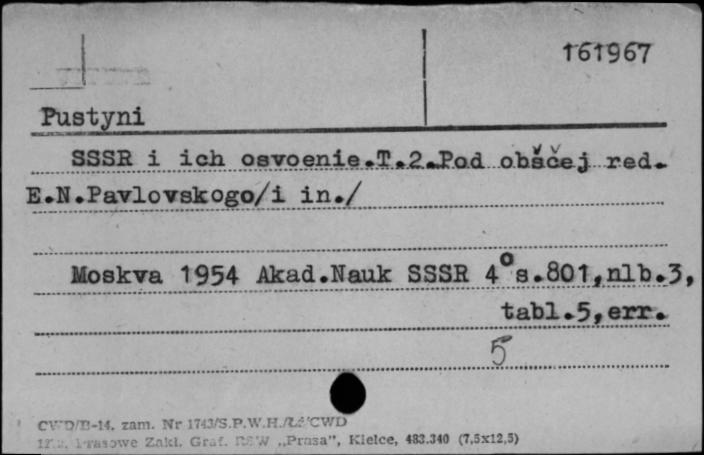 161967
Pustyni
SSSR i ich osvoenie.T.2.Pod obščej red.
E.N.Pavlovskogo/i in./
Moskva 1954 Akad.Nauk SSSR 4° s.801,nlb.3,
tabl.5,err.
5
CWD/B-14. zam. Nr 1743/S.P.W.H./ CWD
Prasowe Zakł. Graf. RSW „Prasa”, Kielce, 483.340 (7,5x12,5)